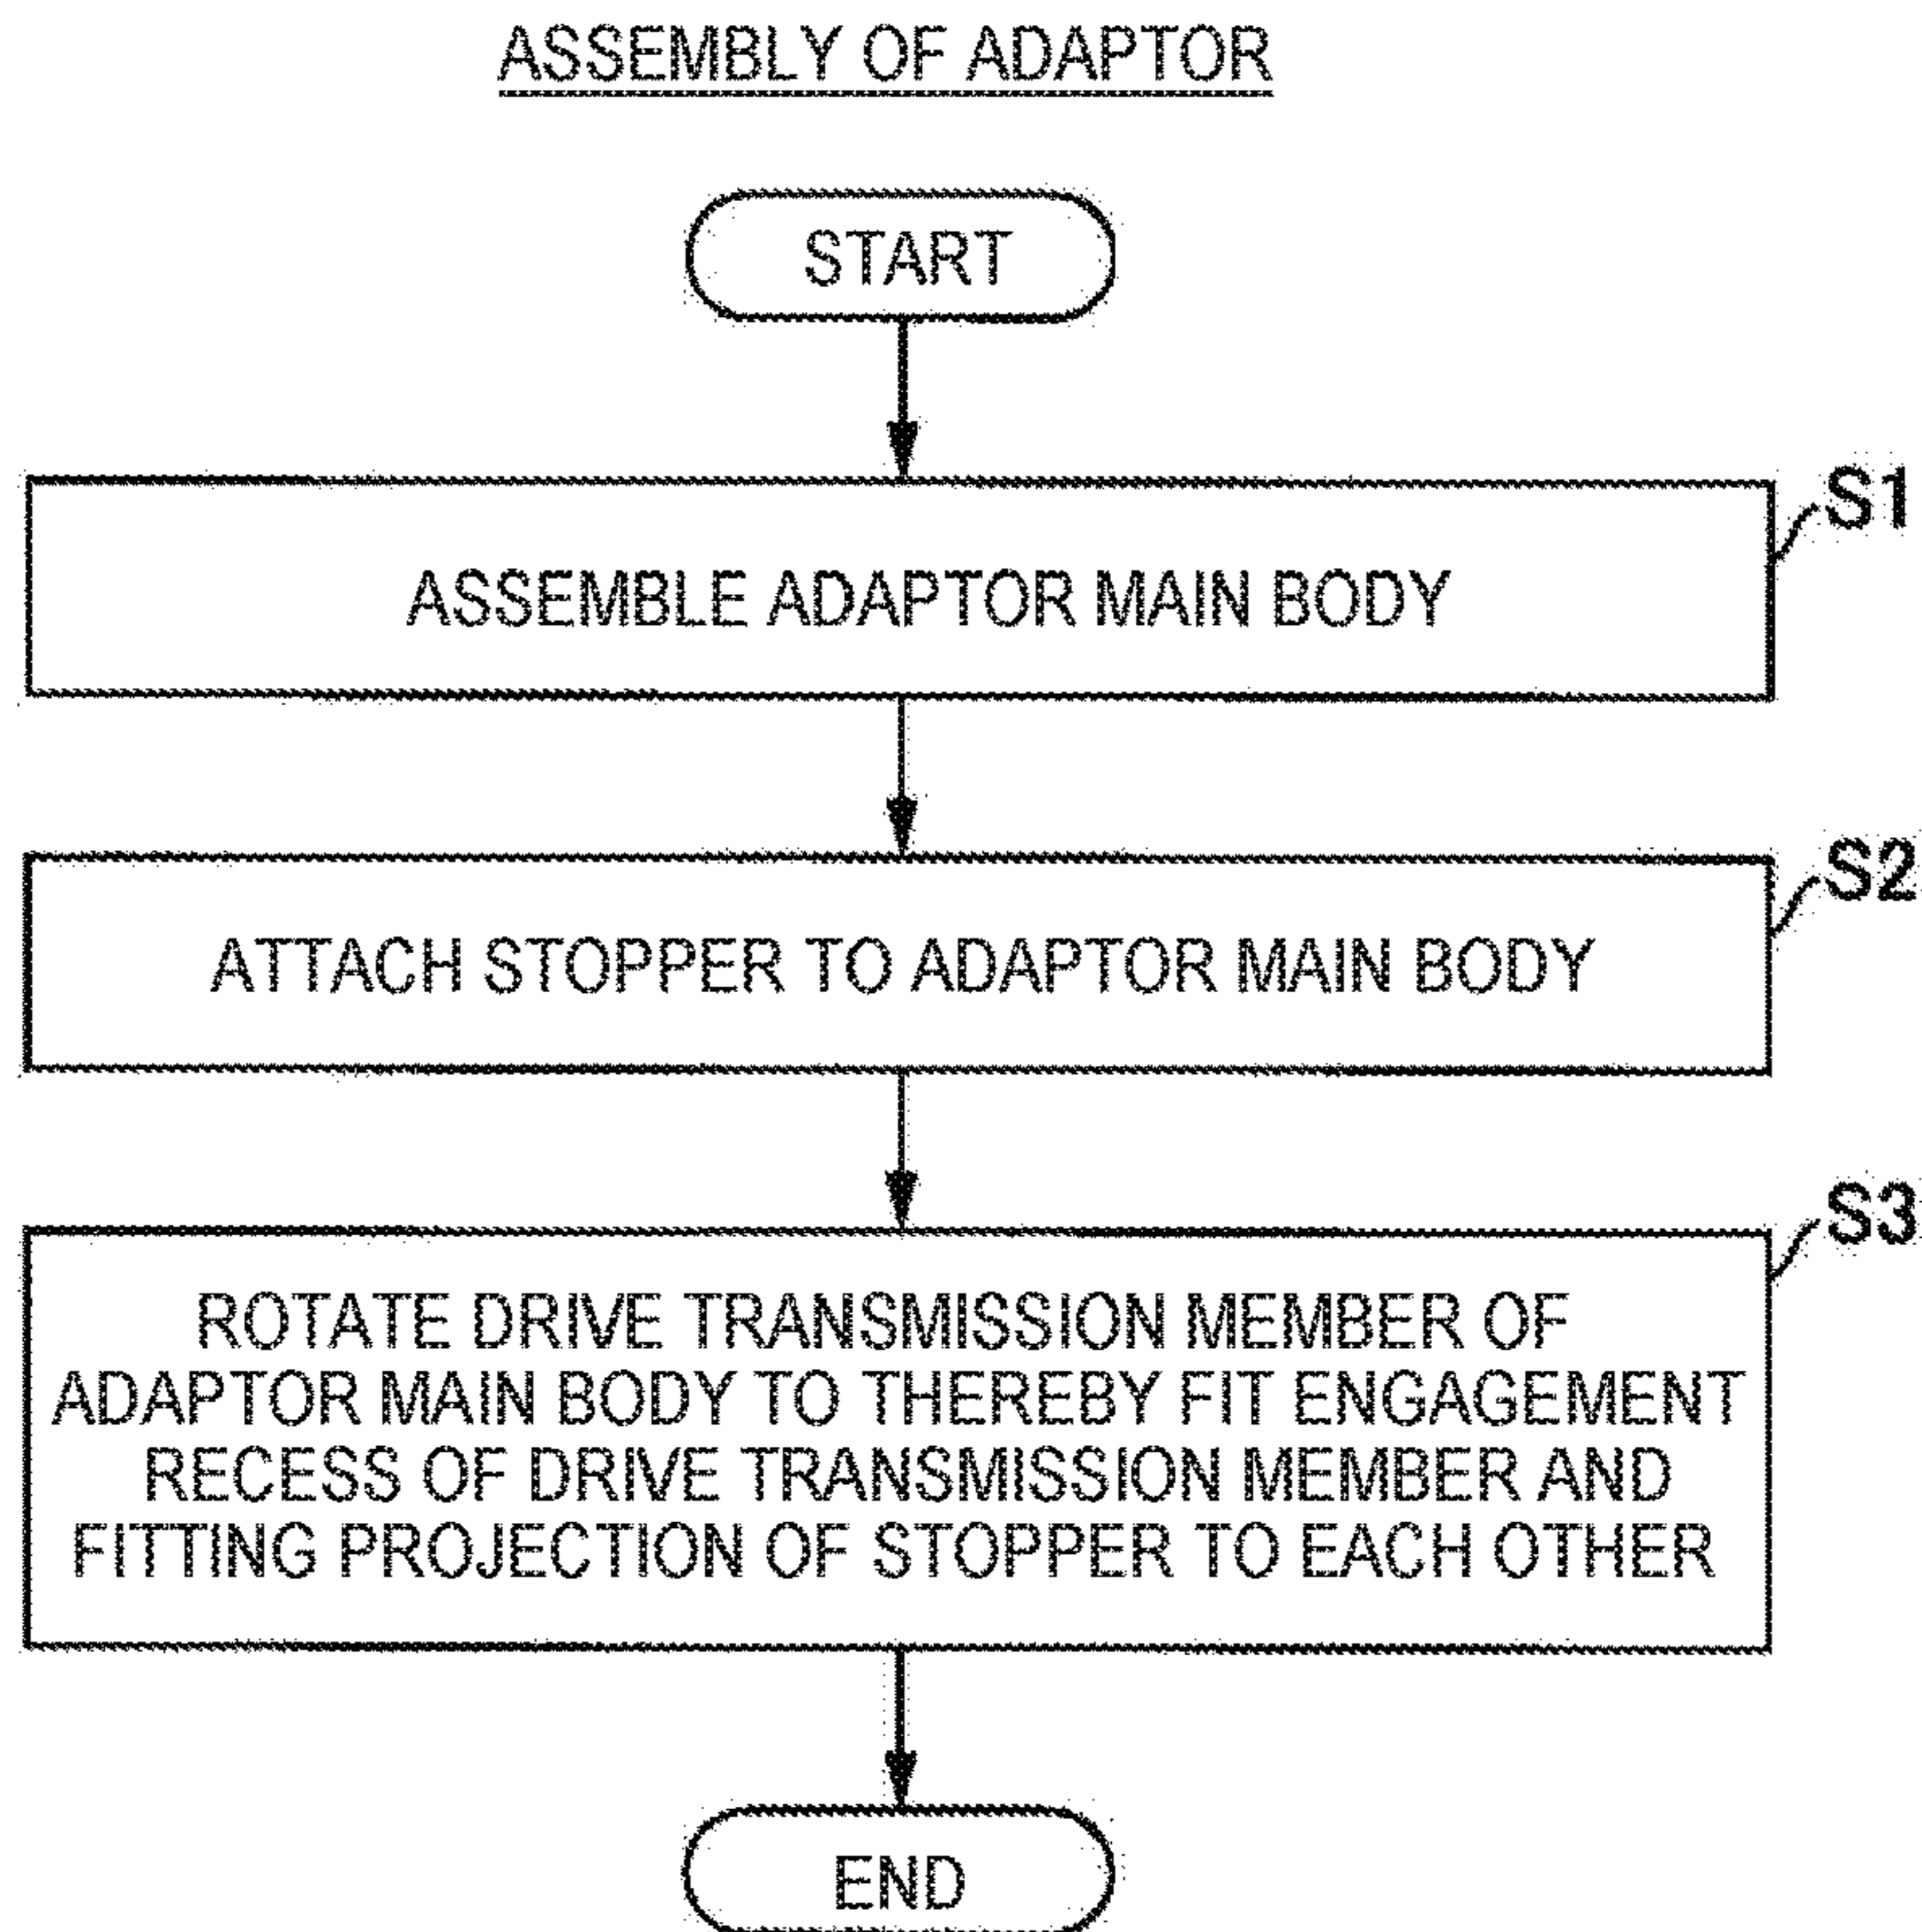 ASSEMBLY OF ADAPTOR
START
S1
ASSEMBLE ADAPTOR MAIN BODY
S2
ATTACH STOPPER TO ADAPTOR MAIN BODY
S3
ROTATE DRIVE TRANSMISSION MEMBER OF
ADAPTOR MAIN BODY TO THEREBY FIT ENGAGEMENT
RECESS OF DRIVE TRANSMISSION MEMBER AND
FITTING PROJECTION OF STOPPER TO EACH OTHER
END